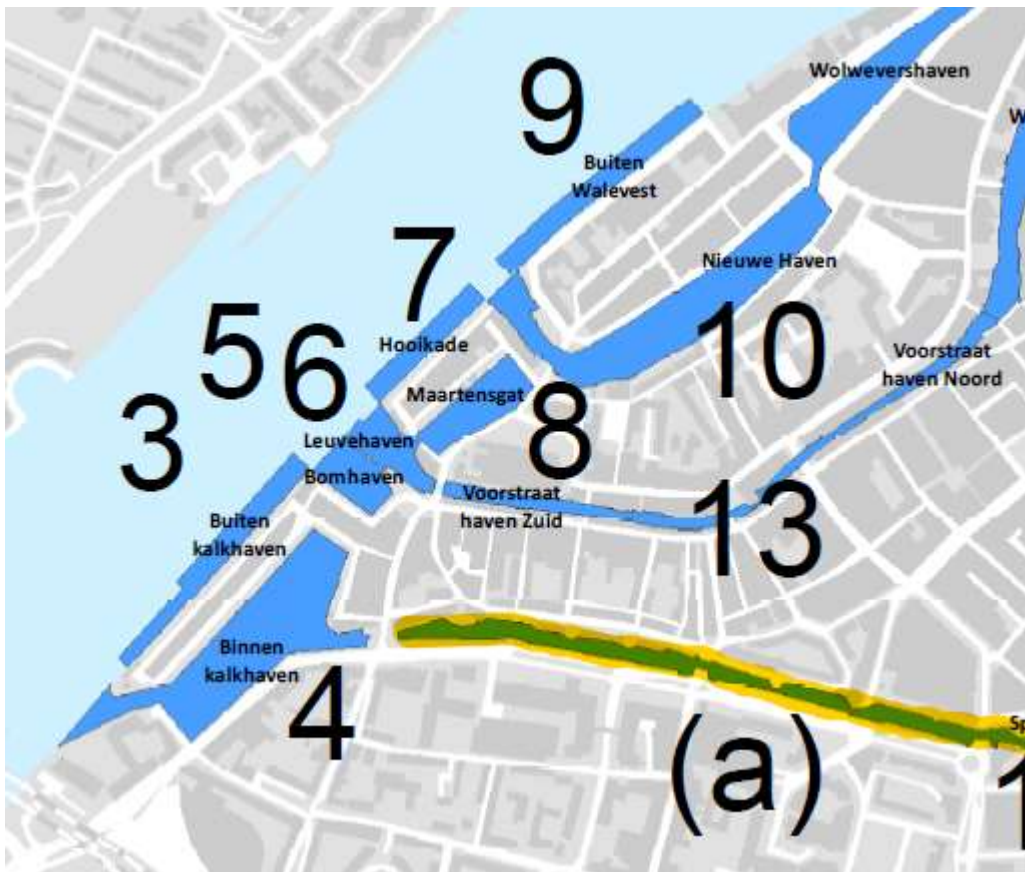 Wolwevershaven
W
9
Buiten
Walevest
7
Nieuwe Haven
5
6
Hooikade
10
Voorstraat
haven Noord
3
Maartensgat
8
Leuvehaven
Bomhaven
Voorstraat
haven Zuid
13
Buiten
kalkhaven
Binnen
kalkhaven
4
(a)
Sp
1